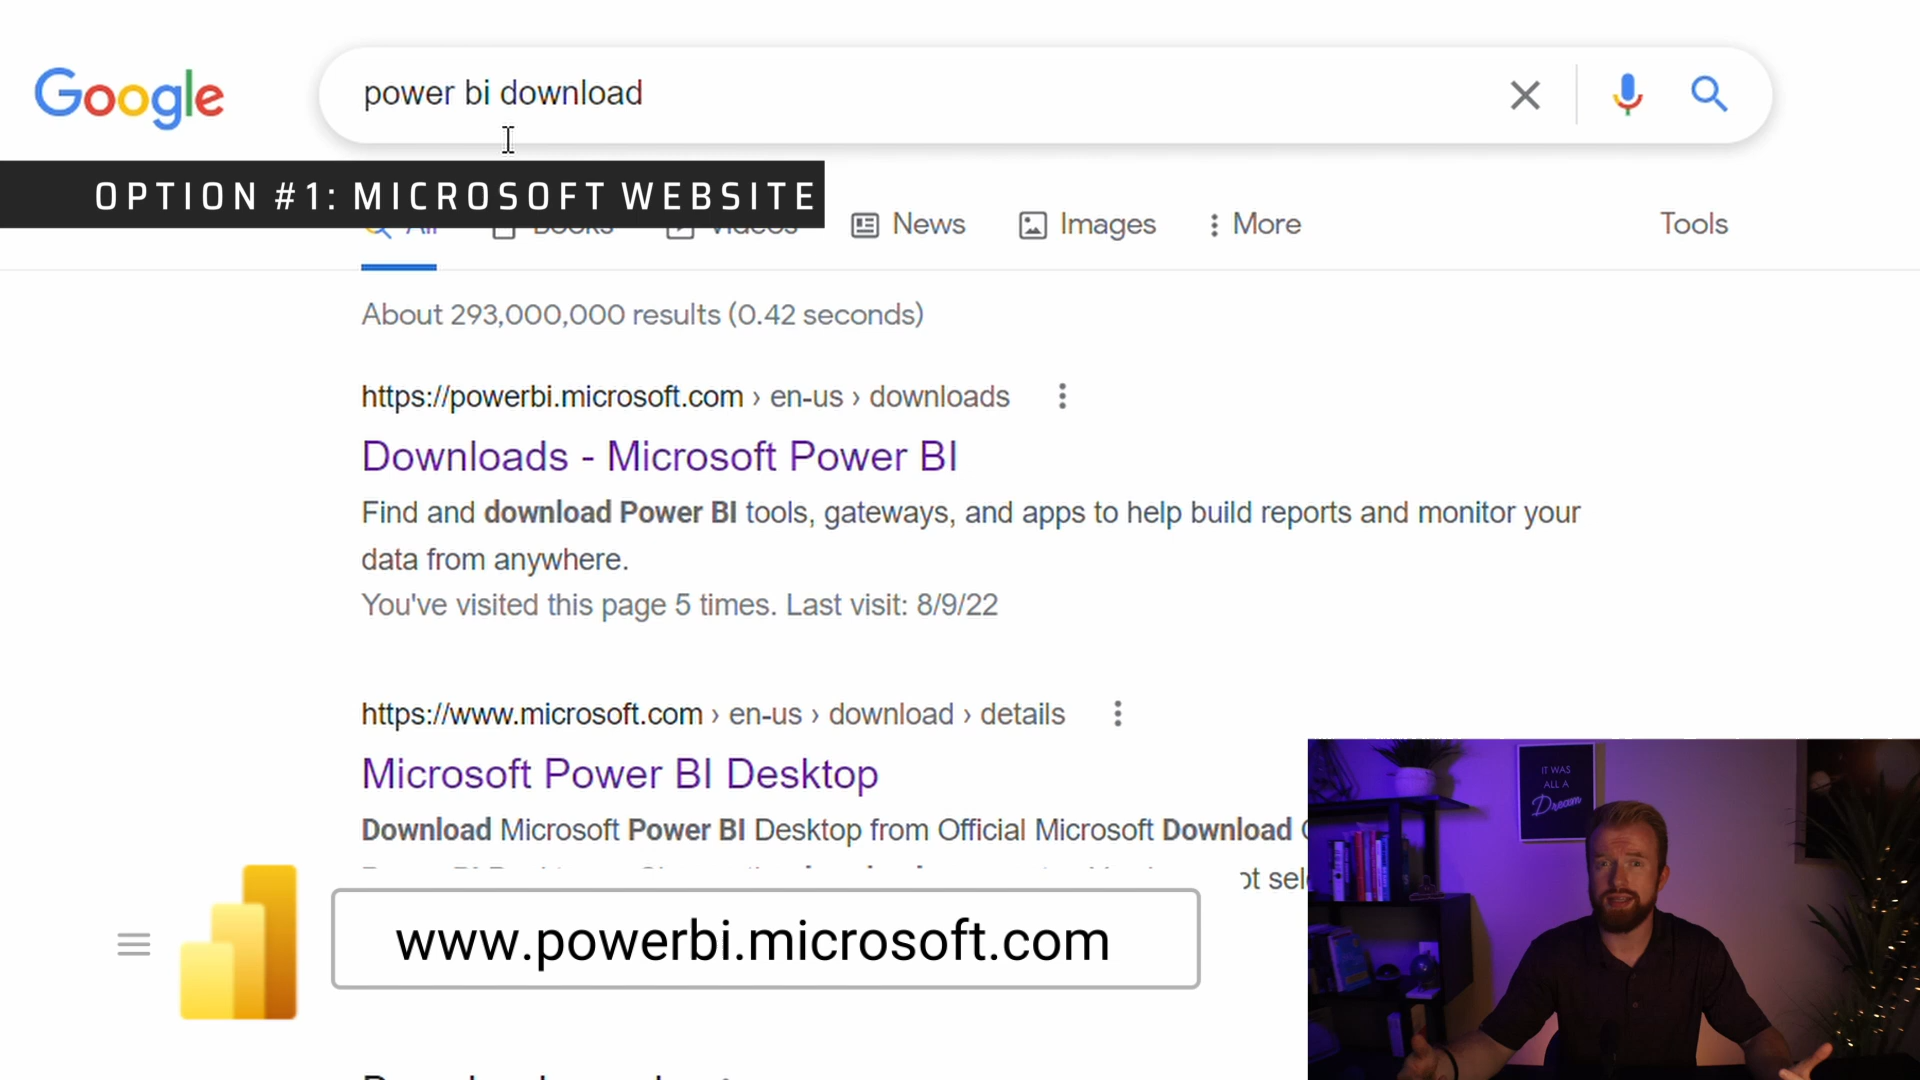 Google
power bi download
OPTION #1: MICROSOFT WEBSITE
All Books Videos News Images More Tools
About 293,000,000 results (0.42 seconds)
https://powerbi.microsoft.com › en-us › downloads
Downloads - Microsoft Power BI
Find and download Power BI tools, gateways, and apps to help build reports and monitor your
data from anywhere.
You've visited this page 5 times. Last visit: 8/9/22
https://www.microsoft.com › en-us › download › details
Microsoft Power BI Desktop
Download Microsoft Power BI Desktop from Official Microsoft Download
www.powerbi.microsoft.com
IT WAS
ALL A
Dream